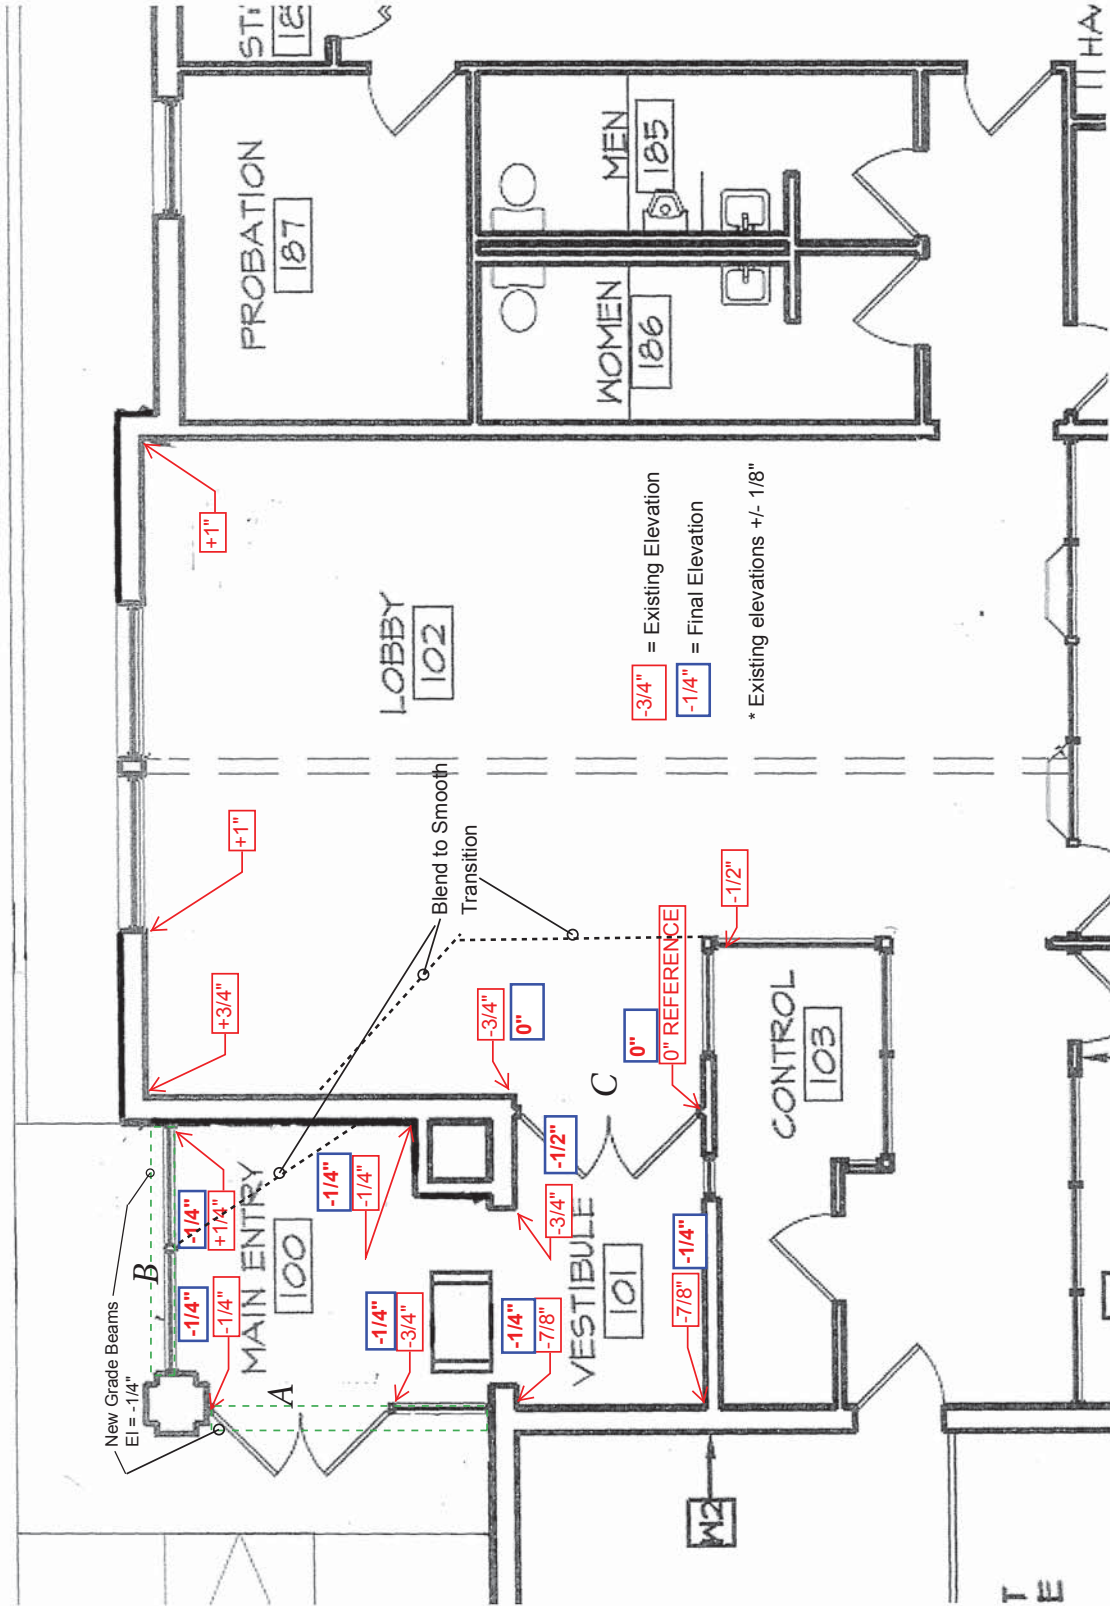 STI
18
PROBATION
187
MEN
185
WOMEN
186
HA
+1"
LOBBY
102
-3/4" = Existing Elevation
-1/4" = Final Elevation
* Existing elevations +/- 1/8"
+1"
Blend to Smooth
Transition
-1/2"
+3/4"
-3/4"
0"
0"
0" REFERENCE
CONTROL
103
C
-1/2"
-3/4"
-1/4"
-1/4"
-1/4"
+1/4"
MAIN ENTRY
100
B
-1/4"
-1/4"
-1/4"
-3/4"
A
VESTIBULE
101
-1/4"
-7/8"
-1/4"
-7/8"
New Grade Beams
El = -1/4"
W2
T
E